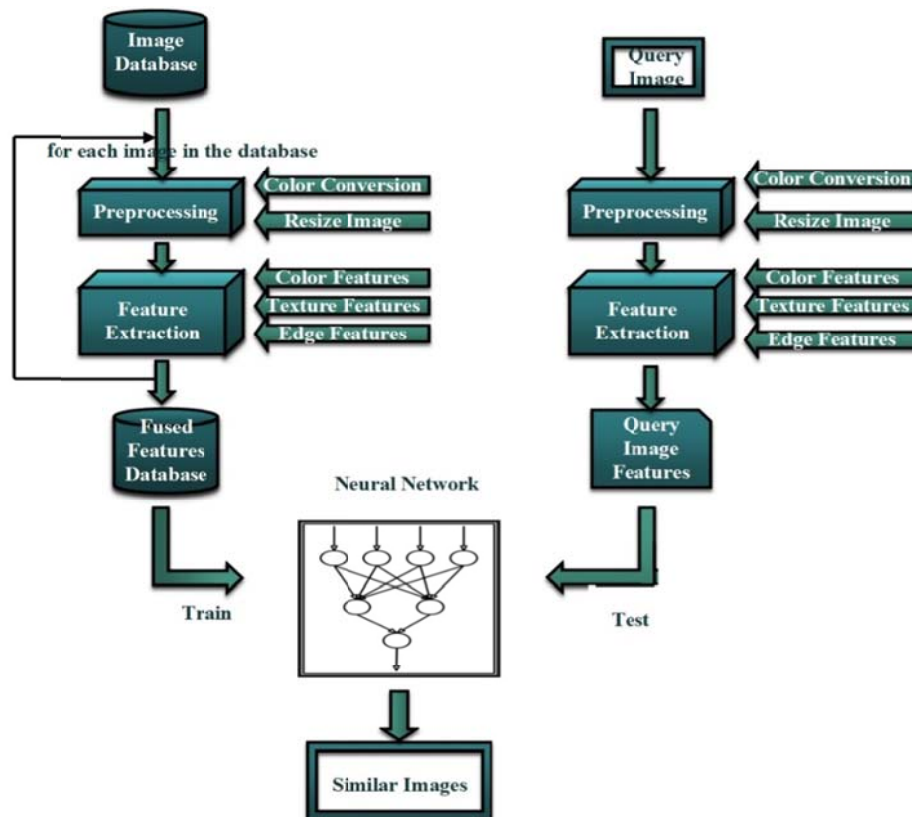 Image
Database
for each image in the database
Preprocessing
Color Conversion
Resize Image
Feature
Extraction
Color Features
Texture Features
Edge Features
Fused
Features
Database
Train
Query
Image
Preprocessing
Color Conversion
Resize Image
Feature
Extraction
Color Features
Texture Features
Edge Features
Query
Image
Features
Test
Neural Network
Similar Images